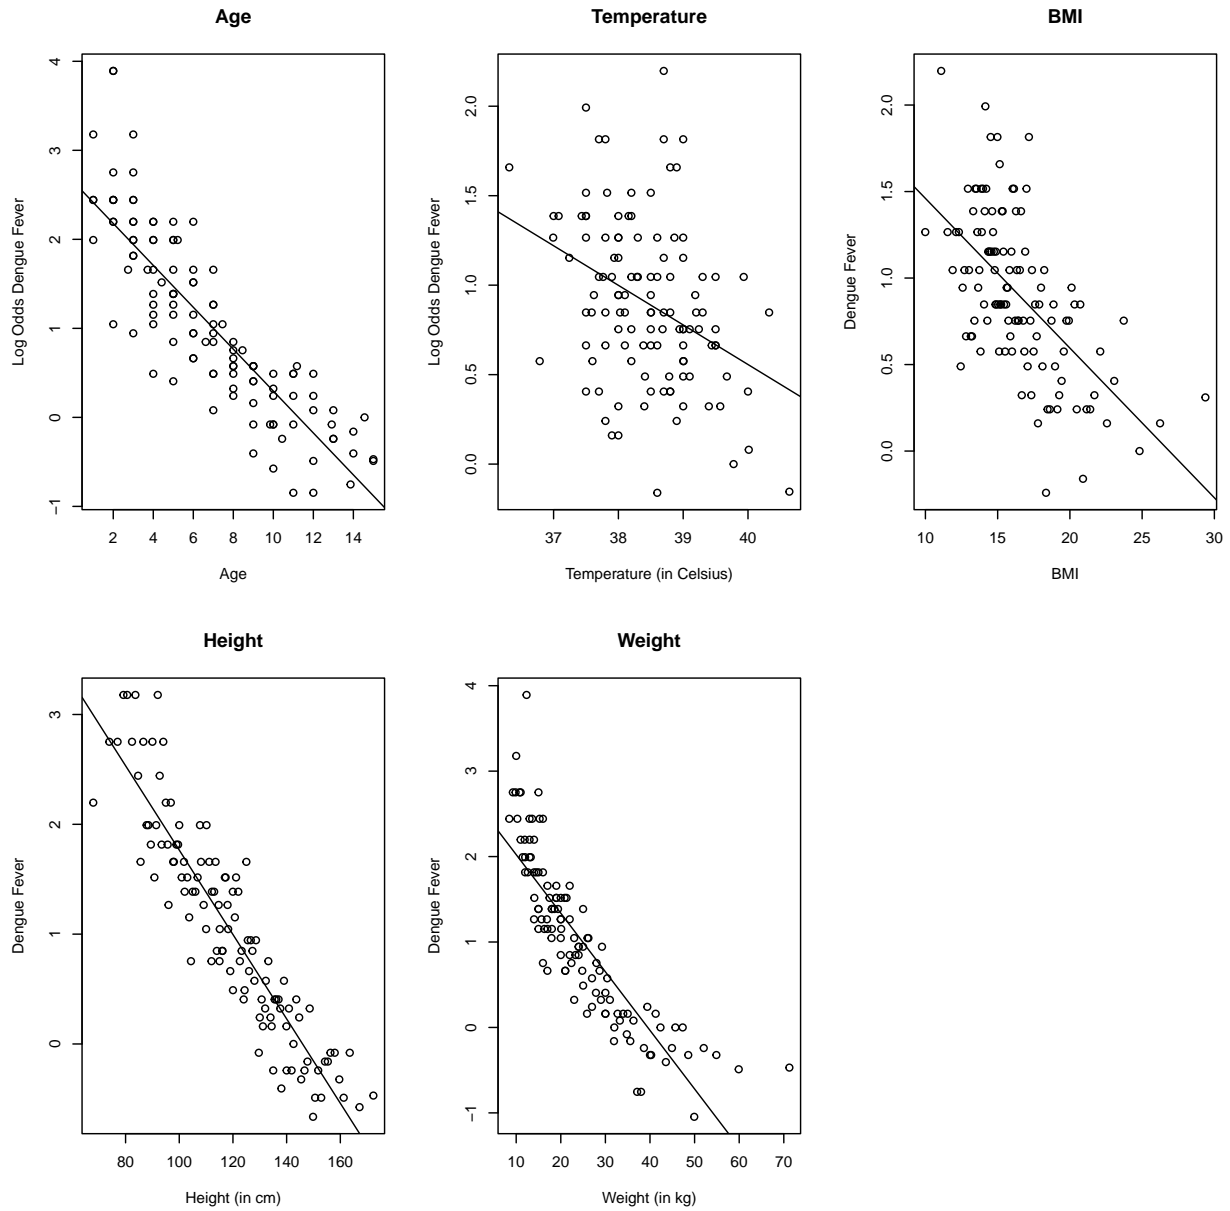 Age
Temperature
BMI
Log Odds Dengue Fever
4
3
2
1
0
−1
2 4 6 8 10 12 14
Age
Log Odds Dengue Fever
2.0
1.5
1.0
0.5
0.0
37 38 39 40
Temperature (in Celsius)
Dengue Fever
2.0
1.5
1.0
0.5
0.0
10 15 20 25 30
BMI
Height
Weight
Dengue Fever
3
2
1
0
80 100 120 140 160
Height (in cm)
Dengue Fever
4
3
2
1
0
−1
10 20 30 40 50 60 70
Weight (in kg)